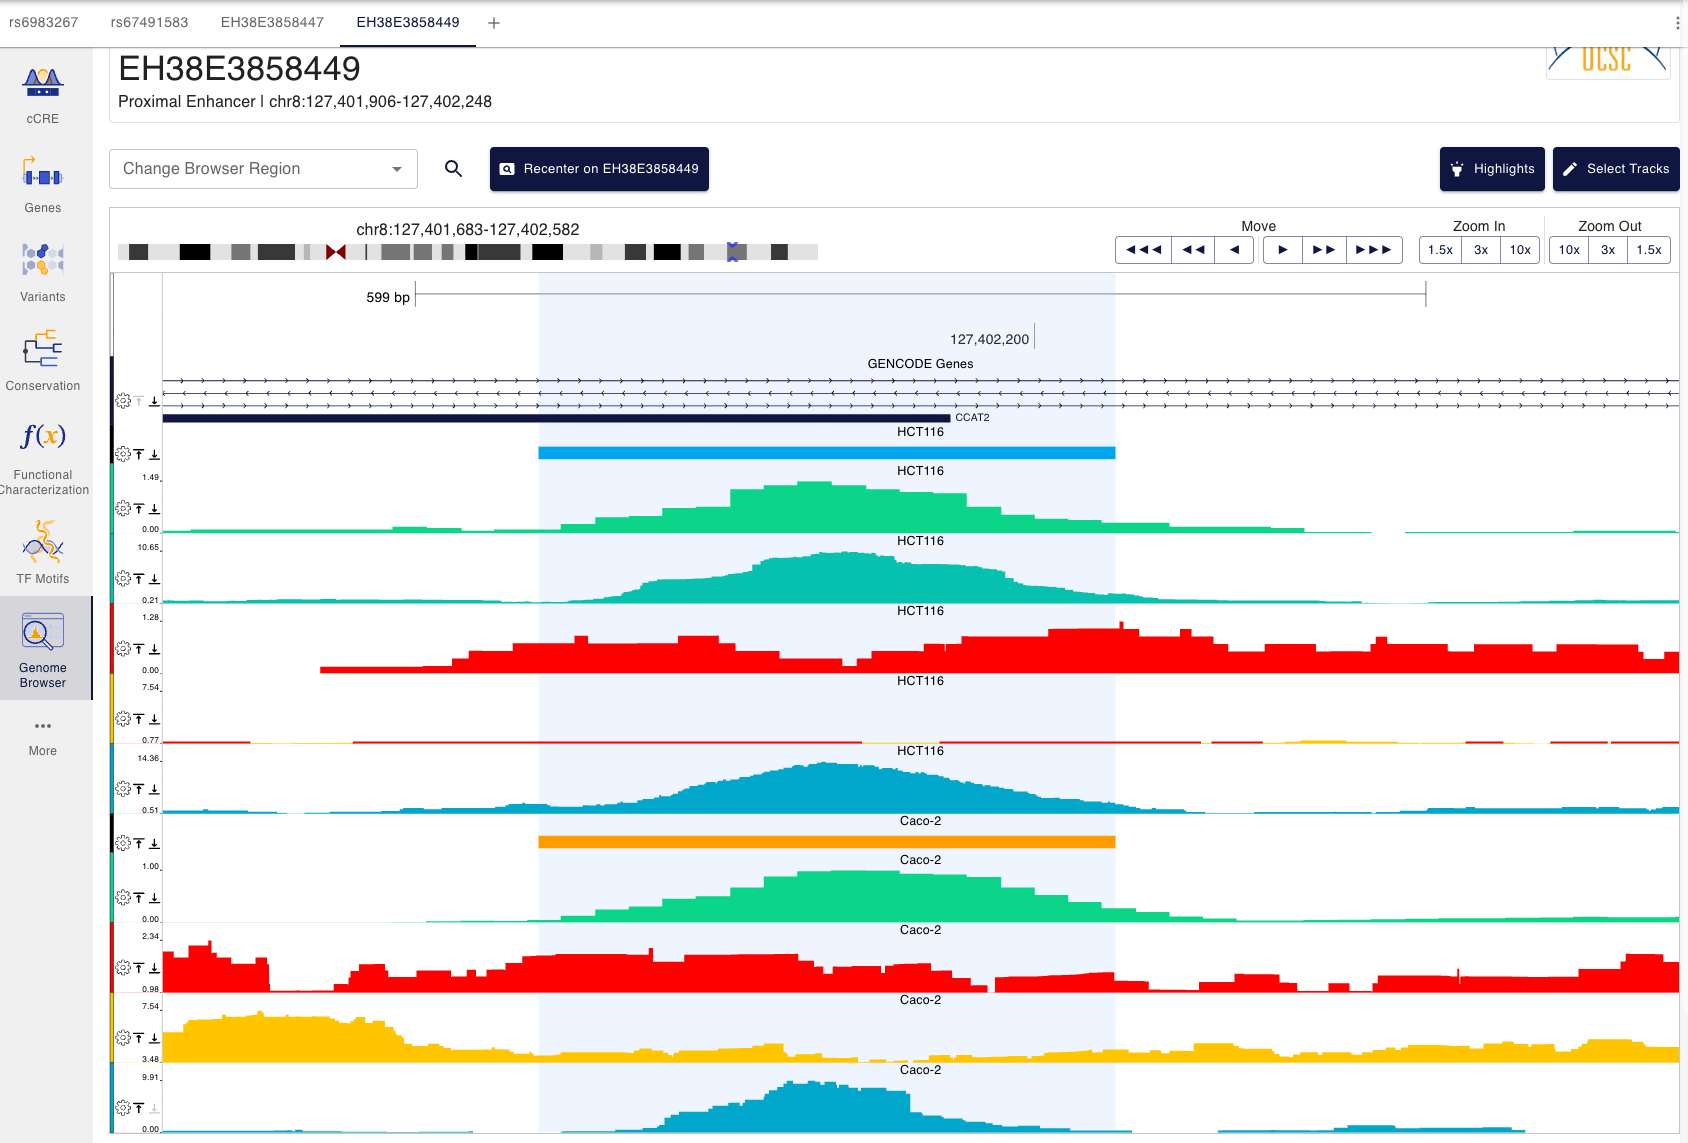 rs6983267 rs67491583 EH38E3858447 EH38E3858449 +
EH38E3858449
Proximal Enhancer | chr8:127,401,906-127,402,248
UCSC
cCRE
Genes
Variants
Conservation
f(x)
Functional
Characterization
TF Motifs
Genome
Browser
More
Change Browser Region
Recenter on EH38E3858449
Highlights
Select Tracks
chr8:127,401,683-127,402,582
Move
Zoom In
Zoom Out
1.5x 3x 10x
10x 3x 1.5x
599 bp
127,402,200
GENCODE Genes
CCAT2
HCT116
HCT116
1.49
0.00
HCT116
10.65
0.21
HCT116
1.28
0.00
HCT116
7.54
0.77
HCT116
14.36
0.51
Caco-2
Caco-2
1.00
0.00
Caco-2
2.34
0.98
Caco-2
7.54
3.48
Caco-2
9.91
0.00